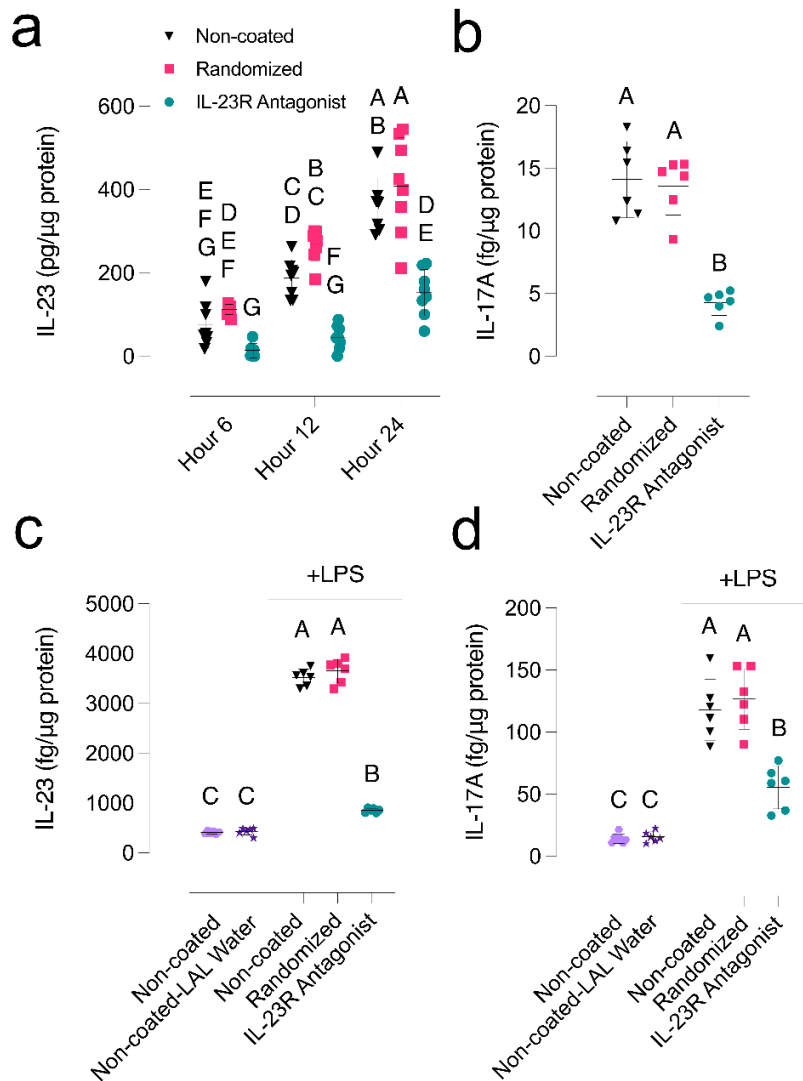 a
Non-coated
Randomized
IL-23R Antagonist
IL-23 (pg/µg protein)
600
400
200
0
E
F
G
D
E
F
G
C
D
B
C
F
G
A
B
A
D
E
Hour 6
Hour 12
Hour 24
b
IL-17A (fg/µg protein)
20
15
10
5
0
A
A
B
Non-coated
Randomized
IL-23R Antagonist
c
+LPS
IL-23 (fg/µg protein)
5000
4000
3000
2000
1000
0
C
C
A
A
B
Non-coated
Non-coated-LAL Water
Non-coated
Randomized
IL-23R Antagonist
d
+LPS
IL-17A (fg/µg protein)
200
150
100
50
0
C
C
A
A
B
Non-coated
Non-coated-LAL Water
Non-coated
Randomized
IL-23R Antagonist